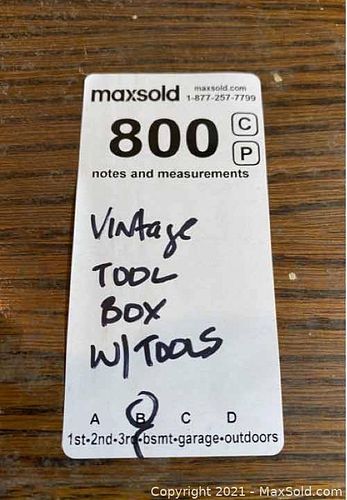 maxsold maxsold.com
1-877-257-7799
800 C
P
notes and measurements
Vintage
TOOL
BOX
W/TOOLS
A B C D
1st•2nd•3rd•bsmt•garage•outdoors
Copyright 2021 - MaxSold.com